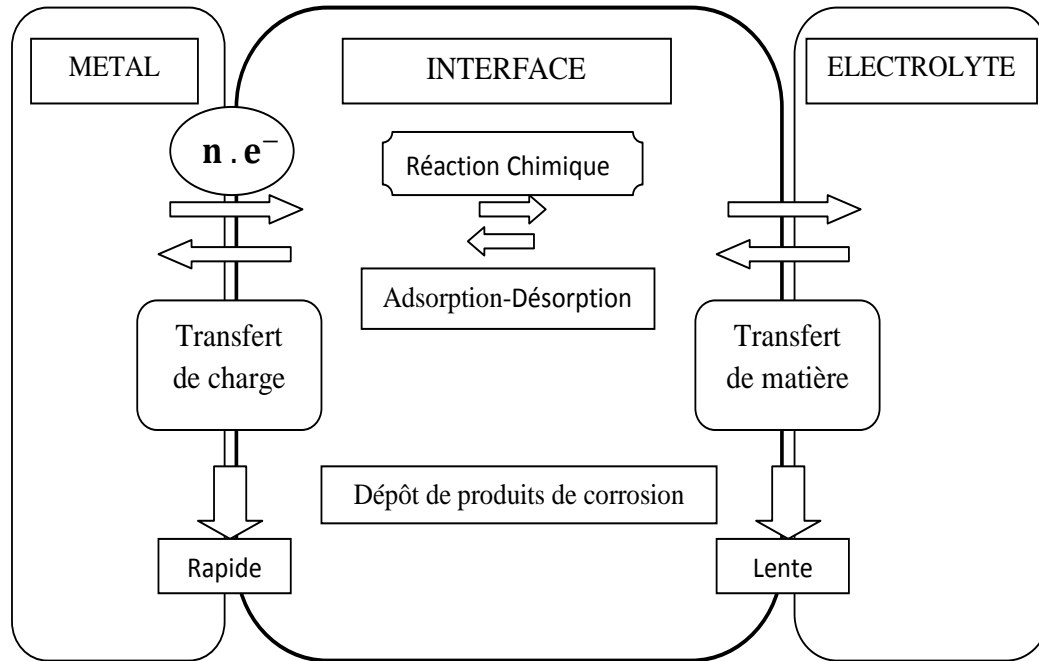 METAL
INTERFACE
ELECTROLYTE
n . e⁻
Réaction Chimique
Adsorption-Désorption
Transfert
de charge
Transfert
de matière
Dépôt de produits de corrosion
Rapide
Lente